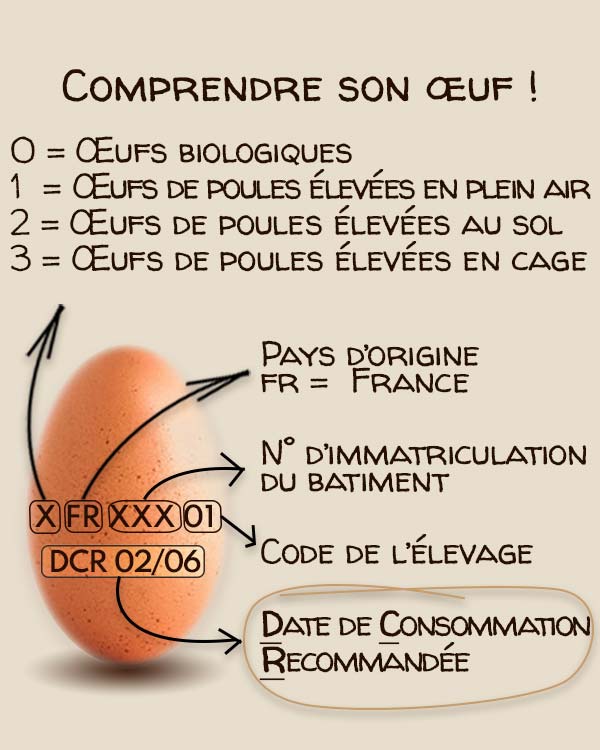 Comprendre son œuf !
0 = Œufs biologiques
1 = Œufs de poules élevées en plein air
2 = Œufs de poules élevées au sol
3 = Œufs de poules élevées en cage
Pays d'origine
fr = France
N° d'immatriculation
du batiment
X FR XXX 01
Code de l'élevage
DCR 02/06
Date de Consommation
Recommandée